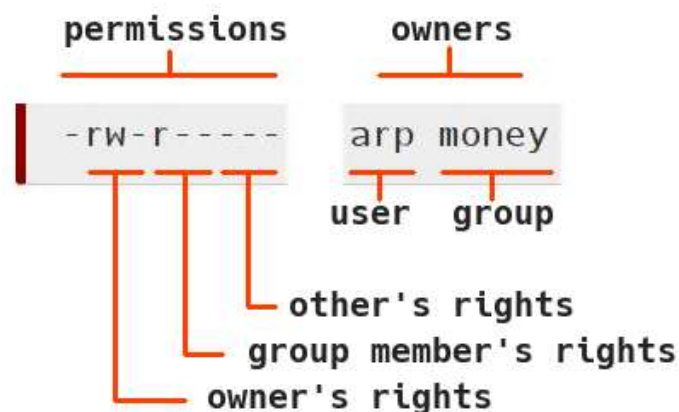 permissions owners
-rw-r----- arp money
user group
other's rights
group member's rights
owner's rights